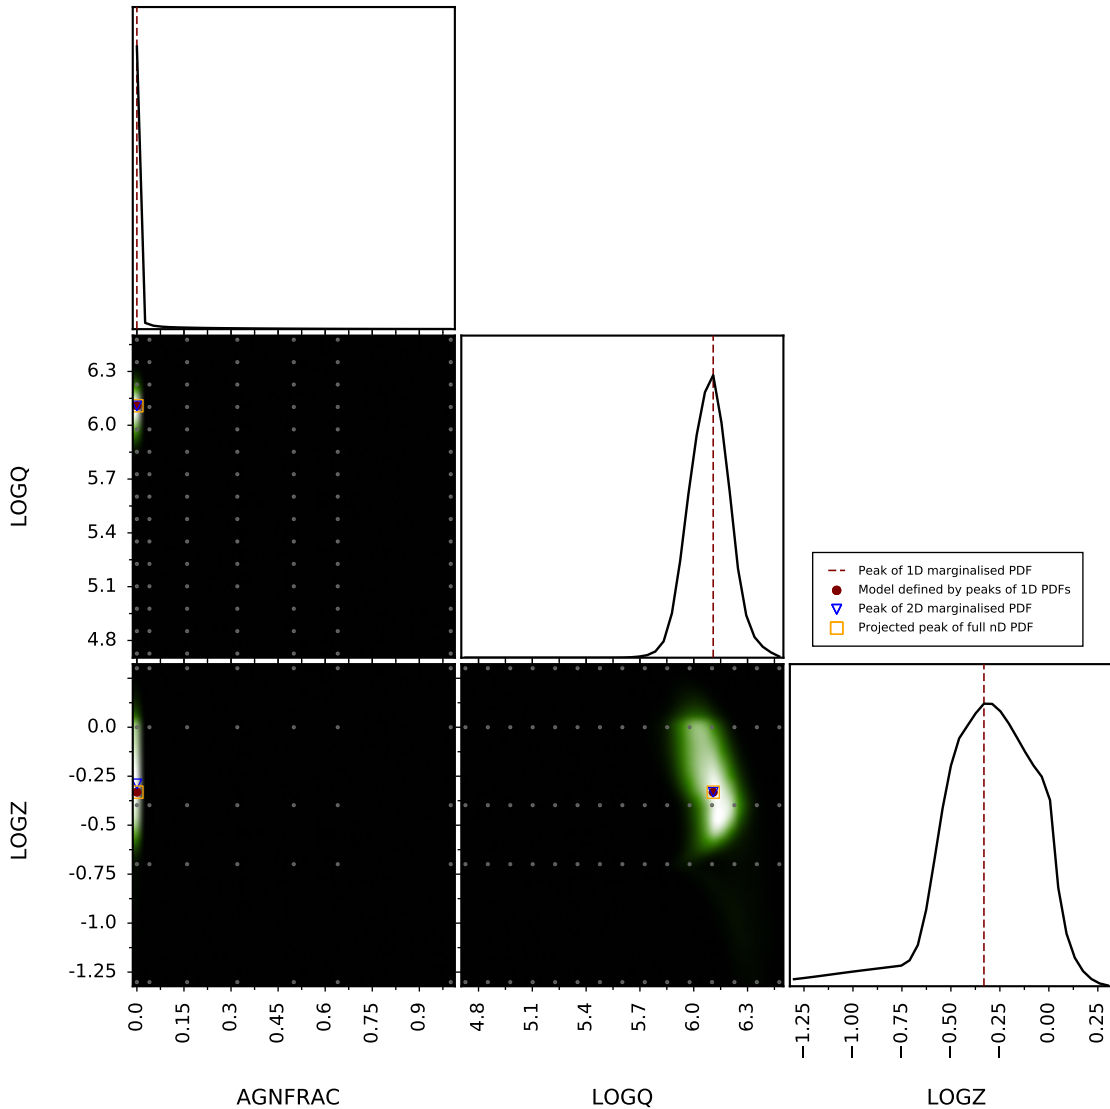 6.3
6.0
5.7
5.4
5.1
4.8
LOGQ
Peak of 1D marginalised PDF
Model defined by peaks of 1D PDFs
Peak of 2D marginalised PDF
Projected peak of full nD PDF
0.0
-0.25
-0.5
-0.75
-1.0
-1.25
LOGZ
0.0 0.15 0.3 0.45 0.6 0.75 0.9
4.8 5.1 5.4 5.7 6.0 6.3
−1.25 −1.00 −0.75 −0.50 −0.25 0.00 0.25
AGNFRAC LOGQ LOGZ